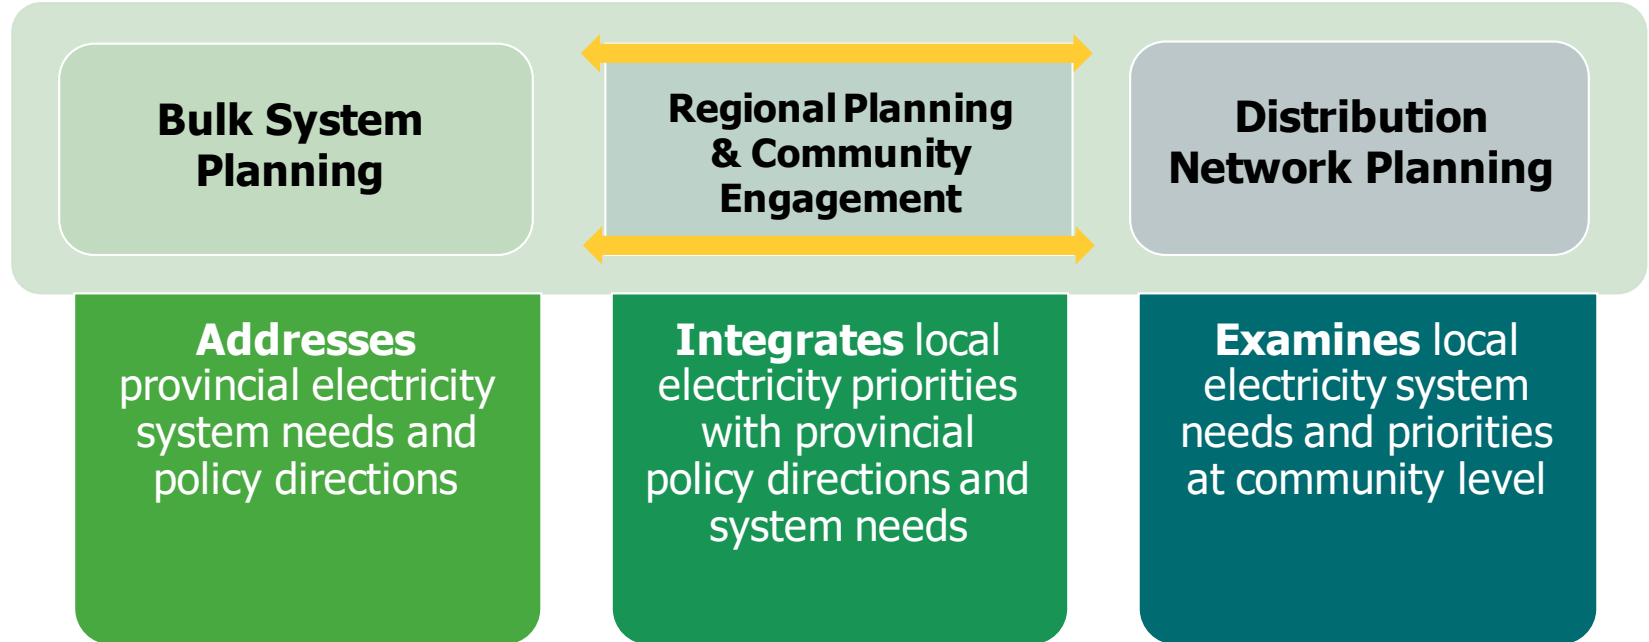 Bulk System
Planning
Regional Planning
& Community
Engagement
Distribution
Network Planning
Addresses
provincial electricity
system needs and
policy directions
Integrates local
electricity priorities
with provincial
policy directions and
system needs
Examines local
electricity system
needs and priorities
at community level